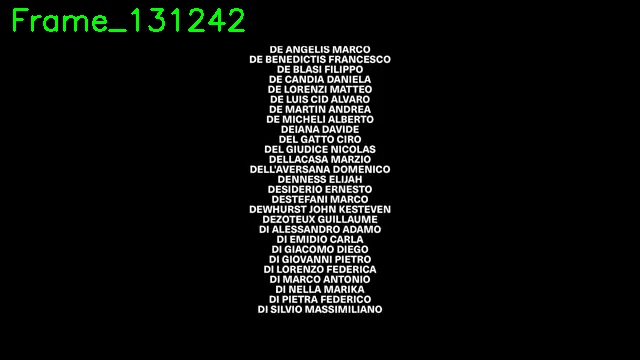 Frame_131242
DE ANGELIS MARCO
DE BENEDICTIS FRANCESCO
DE BLASI FILIPPO
DE CANDIA DANIELA
DE LORENZI MATTEO
DE LUIS CID ALVARO
DE MARTIN ANDREA
DE MICHELI ALBERTO
DEIANA DAVIDE
DEL GATTO CIRO
DEL GIUDICE NICOLAS
DELLACASA MARZIO
DELL'AVERSANA DOMENICO
DENNESS ELIJAH
DESIDERIO ERNESTO
DESTEFANI MARCO
DEWHURST JOHN KESTEVEN
DEZOTEUX GUILLAUME
DI ALESSANDRO ADAMO
DI EMIDIO CARLA
DI GIACOMO DIEGO
DI GIOVANNI PIETRO
DI LORENZO FEDERICA
DI MARCO ANTONIO
DI NELLA MARIKA
DI PIETRA FEDERICO
DI SILVIO MASSIMILIANO